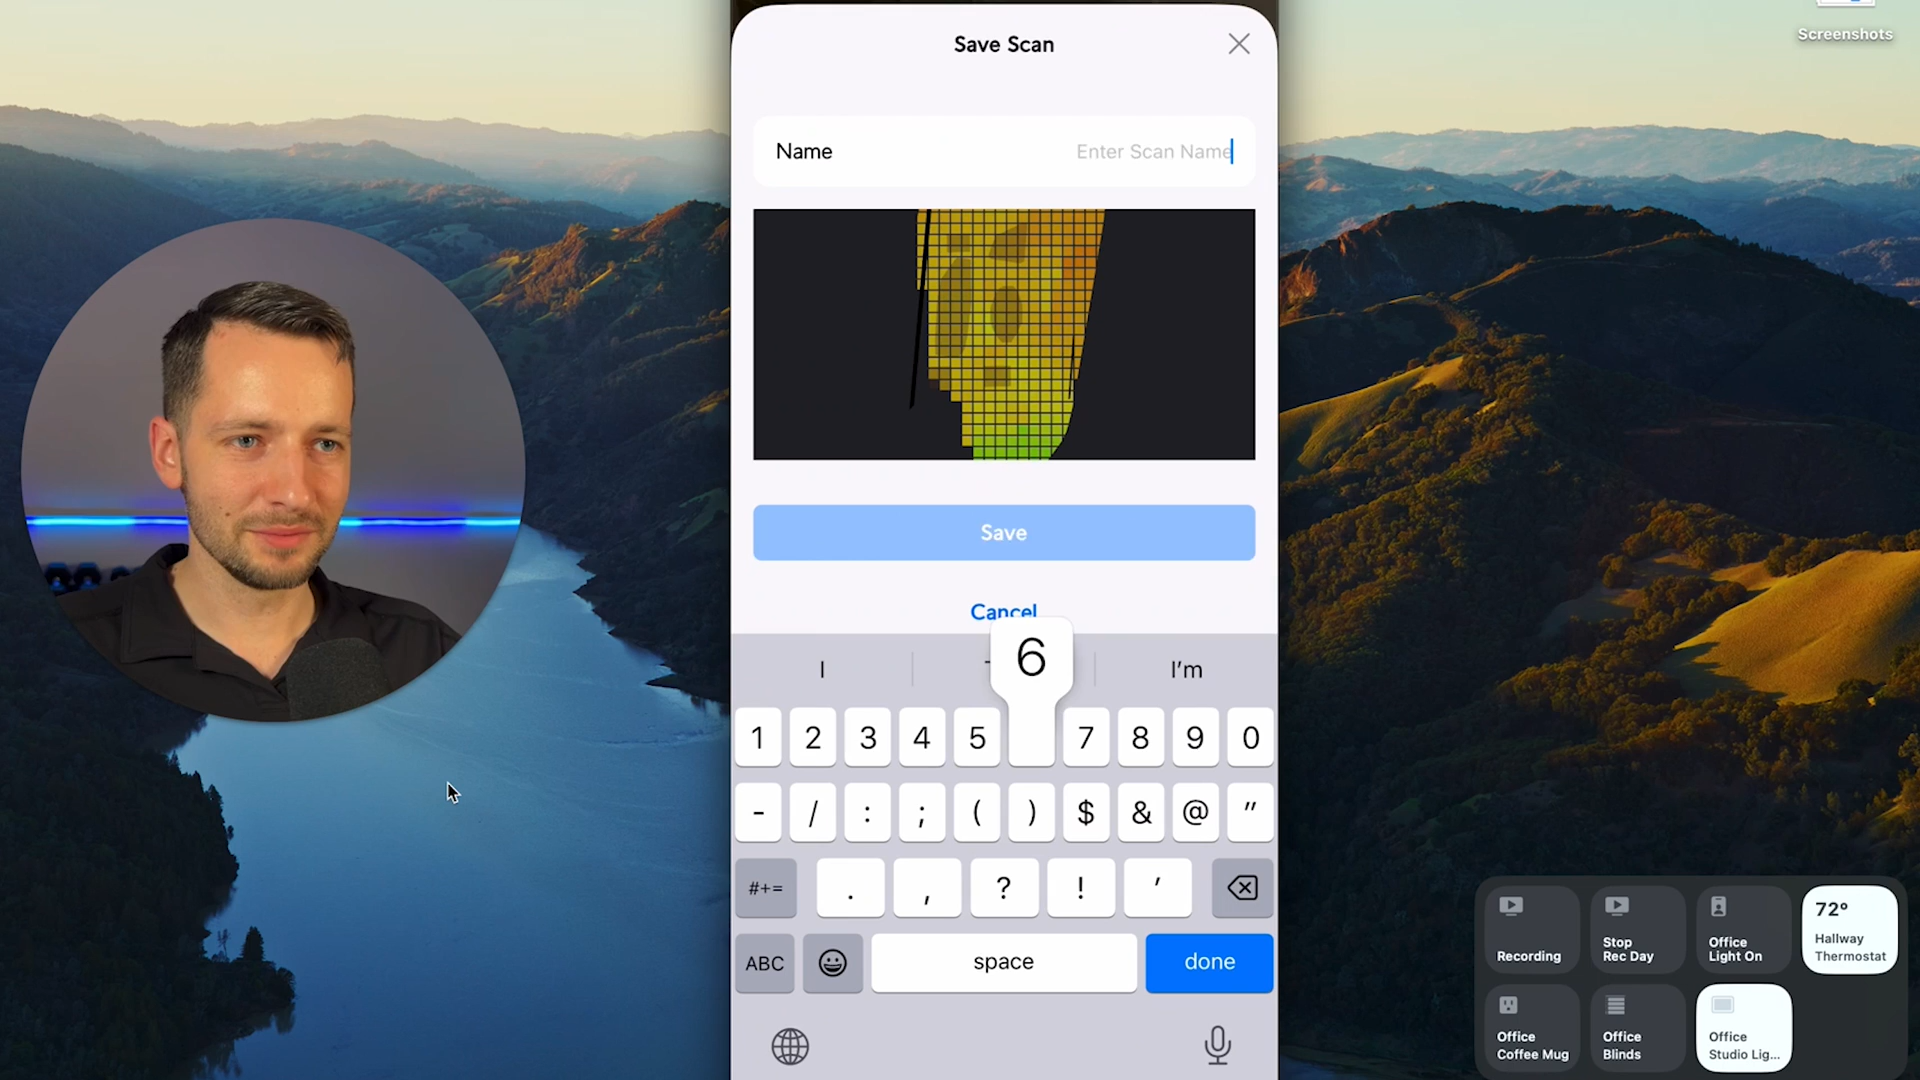 Screenshots
Save Scan
Name
Enter Scan Name
Save
Cancel
I
I'm
6
1 2 3 4 5 7 8 9 0
- / : ; ( ) $ & @ "
#+= . , ? ! '
ABC space done
Recording
Stop
Rec Day
Office
Light On
72°
Hallway
Thermostat
Office
Coffee Mug
Office
Blinds
Office
Studio Lig...